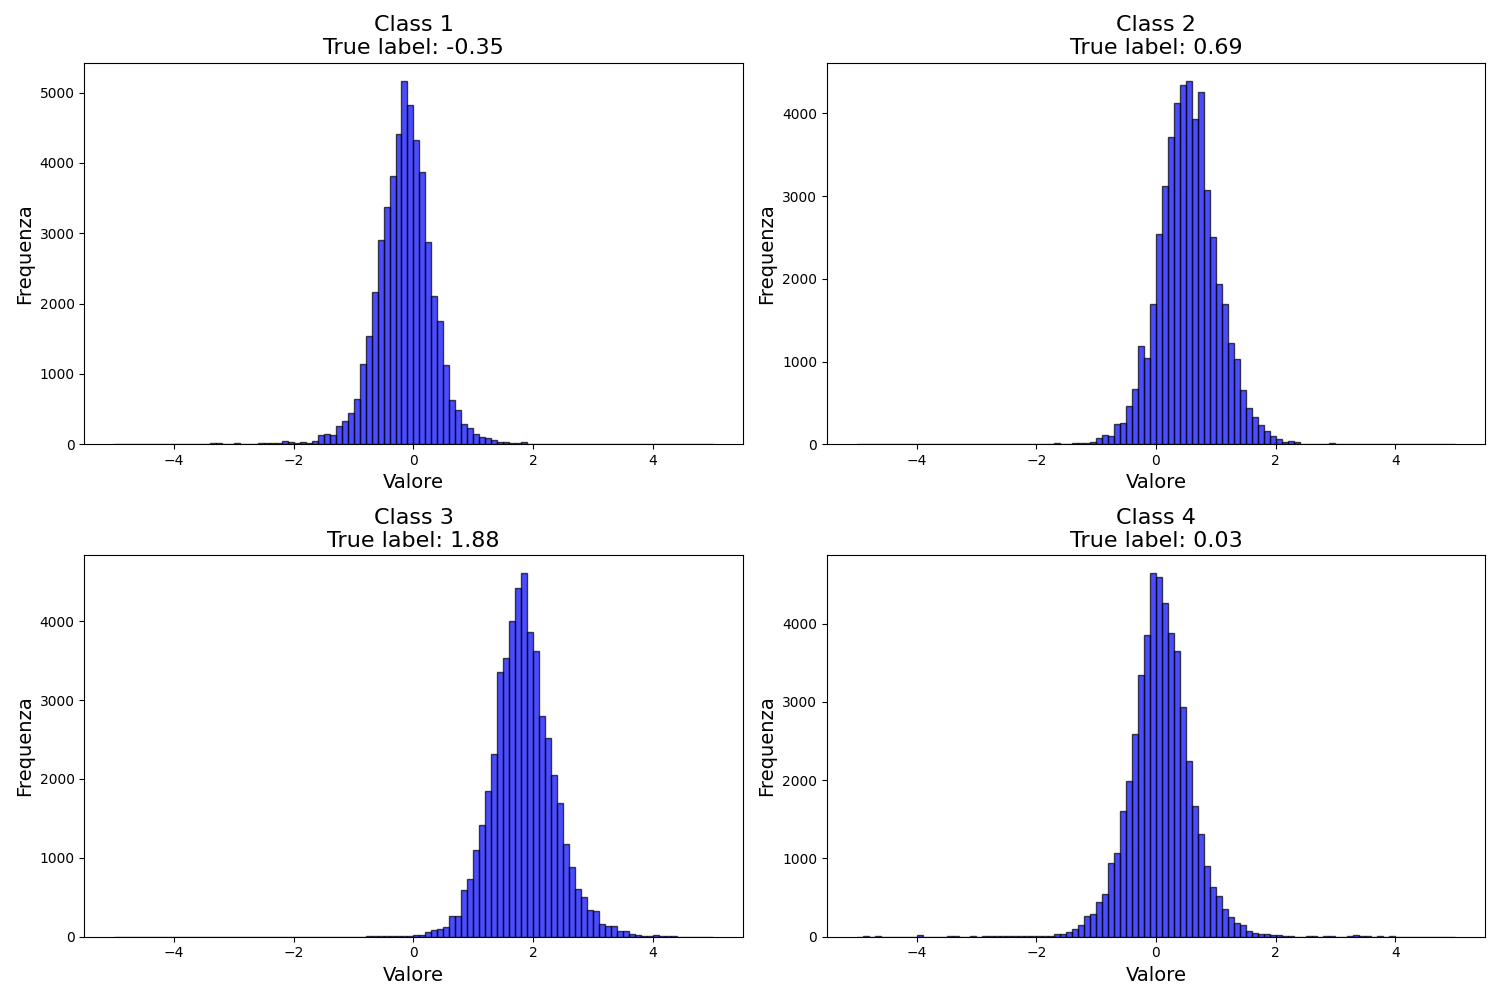 Class 1
True label: -0.35
Frequenza
5000
4000
3000
2000
1000
0
−4 −2 0 2 4
Valore
Class 2
True label: 0.69
Frequenza
4000
3000
2000
1000
0
−4 −2 0 2 4
Valore
Class 3
True label: 1.88
Frequenza
4000
3000
2000
1000
0
−4 −2 0 2 4
Valore
Class 4
True label: 0.03
Frequenza
4000
3000
2000
1000
0
−4 −2 0 2 4
Valore